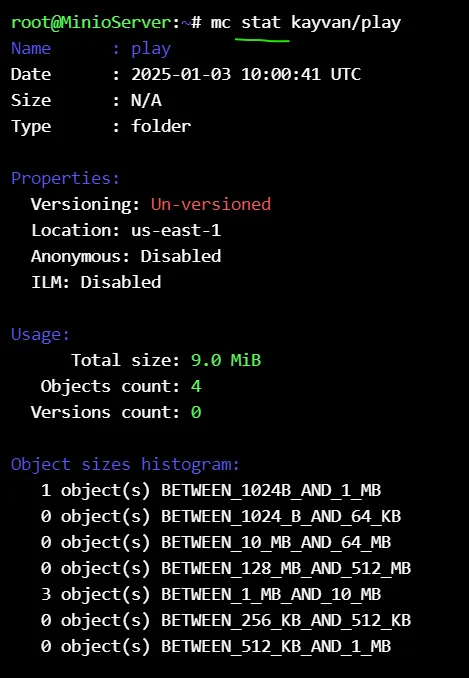 root@MinioServer:~# mc stat kayvan/play
Name      : play
Date      : 2025-01-03 10:00:41 UTC
Size      : N/A
Type      : folder
Properties:
  Versioning: Un-versioned
  Location: us-east-1
  Anonymous: Disabled
  ILM: Disabled
Usage:
      Total size: 9.0 MiB
   Objects count: 4
  Versions count: 0
Object sizes histogram:
   1 object(s) BETWEEN_1024B_AND_1_MB
   0 object(s) BETWEEN_1024_B_AND_64_KB
   0 object(s) BETWEEN_10_MB_AND_64_MB
   0 object(s) BETWEEN_128_MB_AND_512_MB
   3 object(s) BETWEEN_1_MB_AND_10_MB
   0 object(s) BETWEEN_256_KB_AND_512_KB
   0 object(s) BETWEEN_512_KB_AND_1_MB